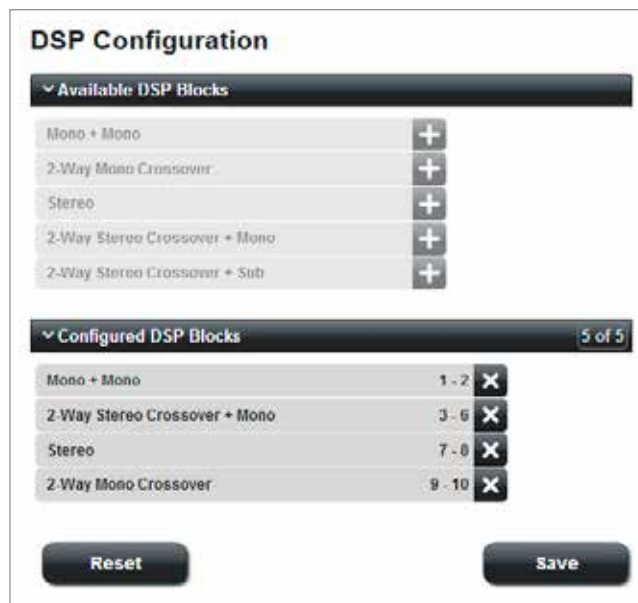 DSP Configuration
Available DSP Blocks
Mono + Mono
2-Way Mono Crossover
Stereo
2-Way Stereo Crossover + Mono
2-Way Stereo Crossover + Sub
Configured DSP Blocks 5 of 5
Mono + Mono 1 - 2
2-Way Stereo Crossover + Mono 3 - 6
Stereo 7 - 8
2-Way Mono Crossover 9 - 10
Reset Save